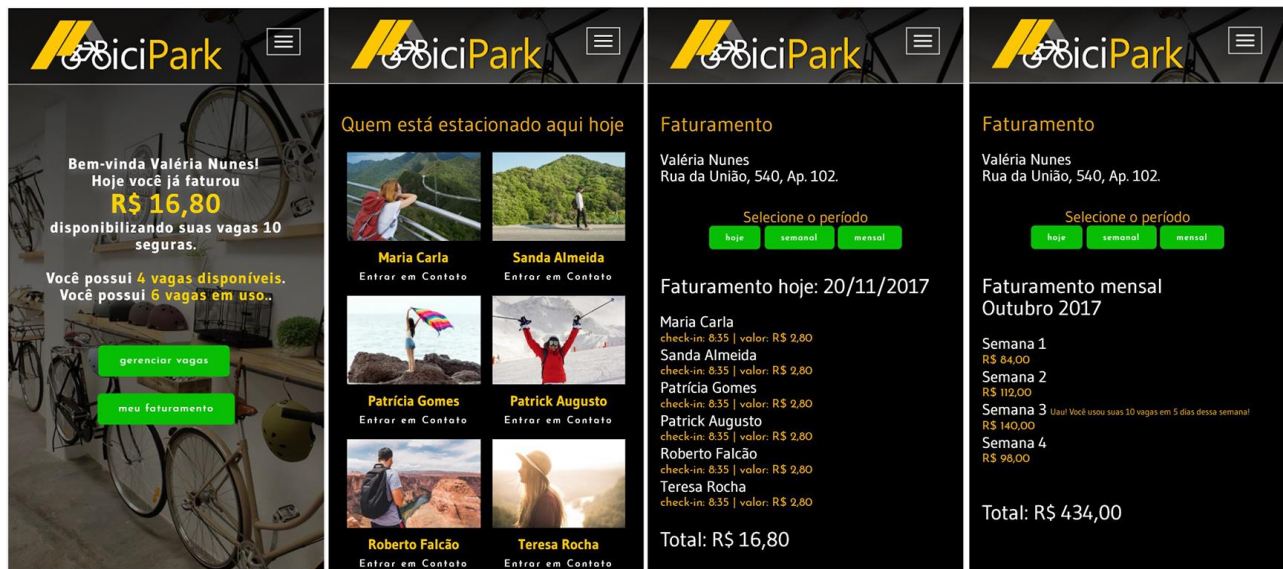 BiciPark
Bem-vinda Valéria Nunes!
Hoje você já faturou
R$ 16,80
disponibilizando suas vagas 10
seguras.
Você possui 4 vagas disponíveis.
Você possui 6 vagas em uso..
gerenciar vagas
meu faturamento
BiciPark
Quem está estacionado aqui hoje
Maria Carla
Entrar em Contato
Sanda Almeida
Entrar em Contato
Patrícia Gomes
Entrar em Contato
Patrick Augusto
Entrar em Contato
Roberto Falcão
Entrar em Contato
Teresa Rocha
Entrar em Contato
BiciPark
Faturamento
Valéria Nunes
Rua da União, 540, Ap. 102.
Selecione o período
hoje semanal mensal
Faturamento hoje: 20/11/2017
Maria Carla
check-in: 8:35 | valor: R$ 2,80
Sanda Almeida
check-in: 8:35 | valor: R$ 2,80
Patrícia Gomes
check-in: 8:35 | valor: R$ 2,80
Patrick Augusto
check-in: 8:35 | valor: R$ 2,80
Roberto Falcão
check-in: 8:35 | valor: R$ 2,80
Teresa Rocha
check-in: 8:35 | valor: R$ 2,80
Total: R$ 16,80
BiciPark
Faturamento
Valéria Nunes
Rua da União, 540, Ap. 102.
Selecione o período
hoje semanal mensal
Faturamento mensal
Outubro 2017
Semana 1
R$ 84,00
Semana 2
R$ 112,00
Semana 3 Uau! Você usou suas 10 vagas em 5 dias dessa semana!
R$ 140,00
Semana 4
R$ 98,00
Total: R$ 434,00